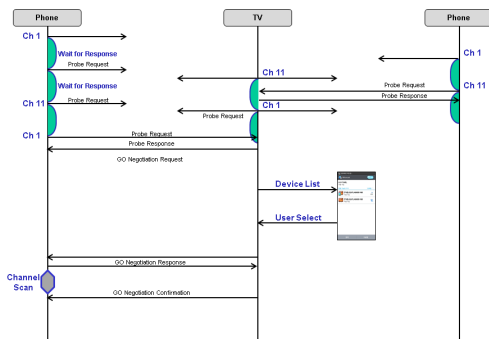 Phone
TV
Phone
Ch 1
Wait for Response
Probe Request
Ch 1
Wait for Response
Ch 11
Probe Request
Ch 11
Probe Response
Ch 11
Probe Request
Ch 1
Probe Request
Ch 1
Probe Request
Probe Response
GO Negotiation Request
Device List
User Select
GO Negotiation Response
Channel
Scan
GO Negotiation Confirmation